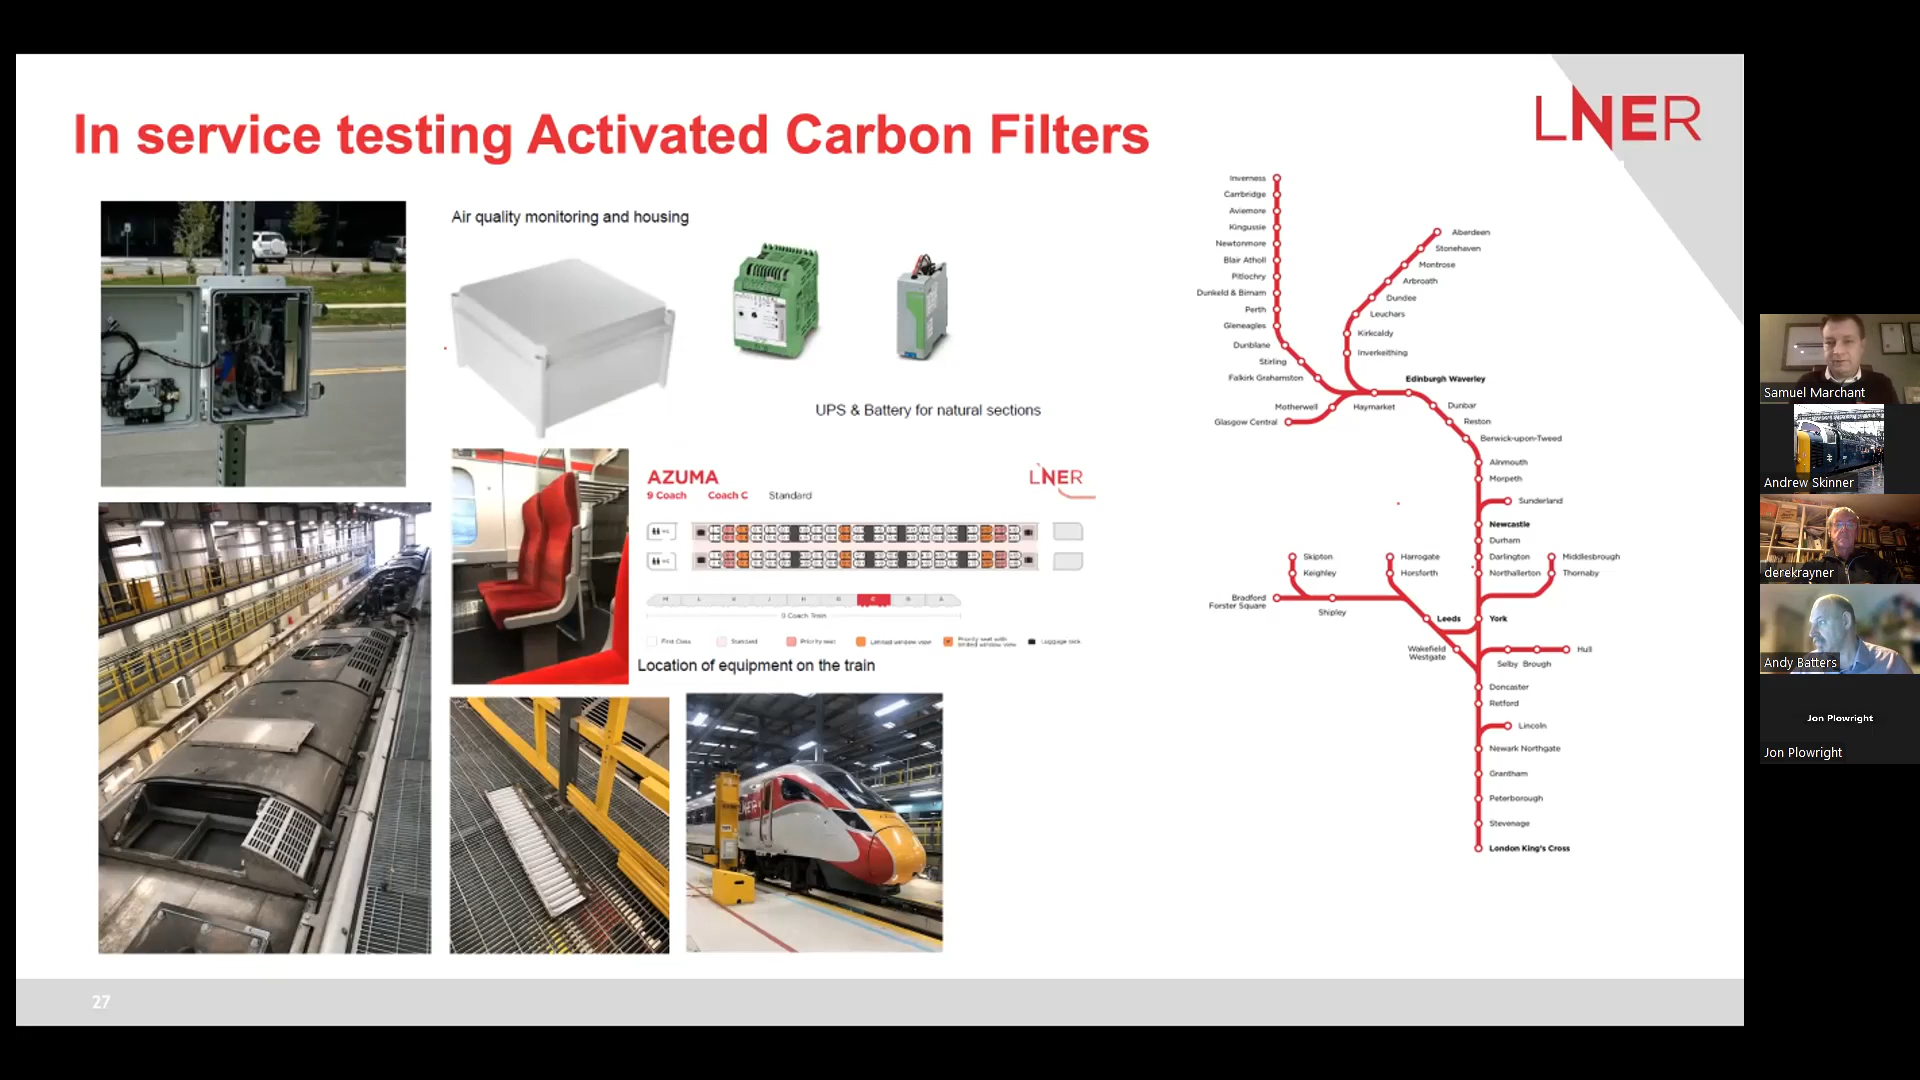 In service testing Activated Carbon Filters
LNER
Air quality monitoring and housing
UPS & Battery for natural sections
AZUMA
9 Coach Coach C Standard
LNER
9 Coach Train
First Class
Standard
Priority seat
Limited window view
Priority seat with
limited window view
Luggage rack
Location of equipment on the train
Inverness
Carrbridge
Aviemore
Kingussie
Newtonmore
Blair Atholl
Pitlochry
Dunkeld & Birnam
Perth
Gleneagles
Dunblane
Stirling
Falkirk Grahamston
Motherwell
Glasgow Central
Aberdeen
Stonehaven
Montrose
Arbroath
Dundee
Leuchars
Kirkcaldy
Inverkeithing
Edinburgh Waverley
Haymarket
Dunbar
Reston
Berwick-upon-Tweed
Alnmouth
Morpeth
Sunderland
Newcastle
Durham
Darlington
Northallerton
Middlesbrough
Thornaby
Skipton
Keighley
Harrogate
Horsforth
Bradford
Forster Square
Shipley
Leeds
York
Wakefield
Westgate
Hull
Selby Brough
Doncaster
Retford
Lincoln
Newark Northgate
Grantham
Peterborough
Stevenage
London King's Cross
27
Samuel Marchant
Andrew Skinner
derekrayner
Andy Batters
Jon Plowright
Jon Plowright